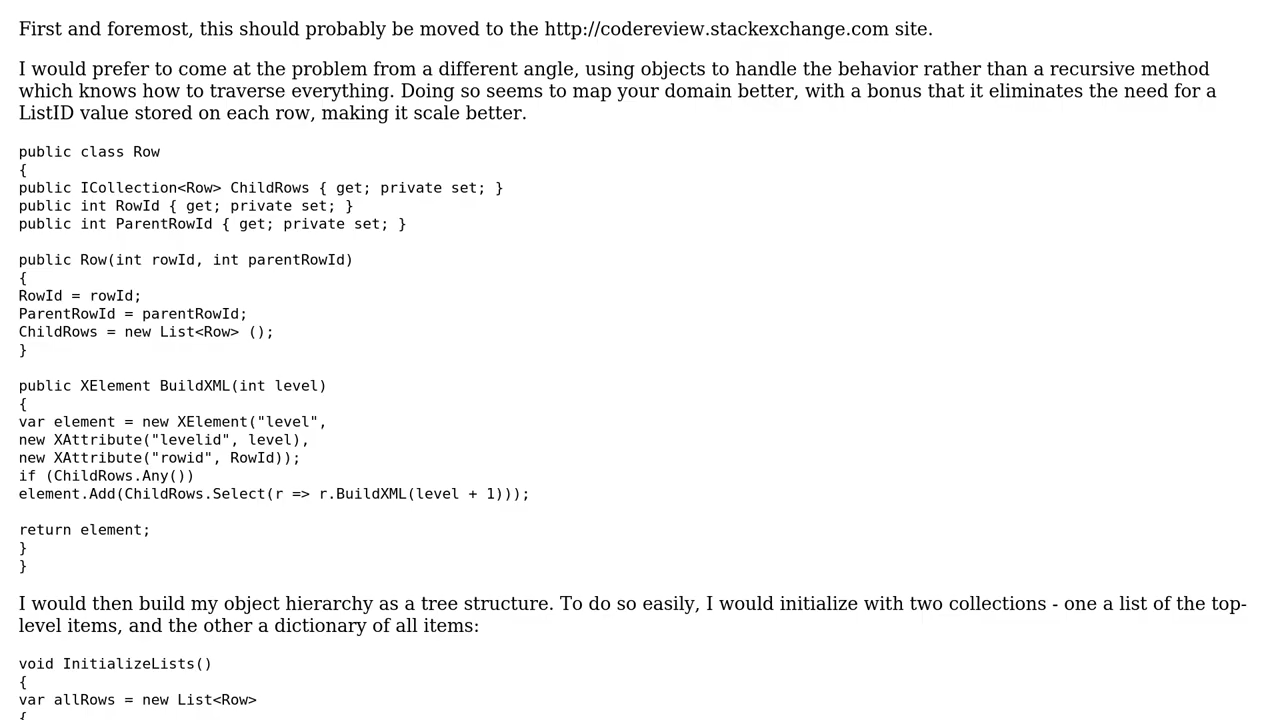 First and foremost, this should probably be moved to the http://codereview.stackexchange.com site.
I would prefer to come at the problem from a different angle, using objects to handle the behavior rather than a recursive method
which knows how to traverse everything. Doing so seems to map your domain better, with a bonus that it eliminates the need for a
ListID value stored on each row, making it scale better.
public class Row
{
public ICollection<Row> ChildRows { get; private set; }
public int RowId { get; private set; }
public int ParentRowId { get; private set; }
public Row(int rowId, int parentRowId)
{
RowId = rowId;
ParentRowId = parentRowId;
ChildRows = new List<Row> ();
}
public XElement BuildXML(int level)
{
var element = new XElement("level",
new XAttribute("levelid", level),
new XAttribute("rowid", RowId));
if (ChildRows.Any())
element.Add(ChildRows.Select(r => r.BuildXML(level + 1)));
return element;
}
}
I would then build my object hierarchy as a tree structure. To do so easily, I would initialize with two collections - one a list of the top-
level items, and the other a dictionary of all items:
void InitializeLists()
{
var allRows = new List<Row>
{